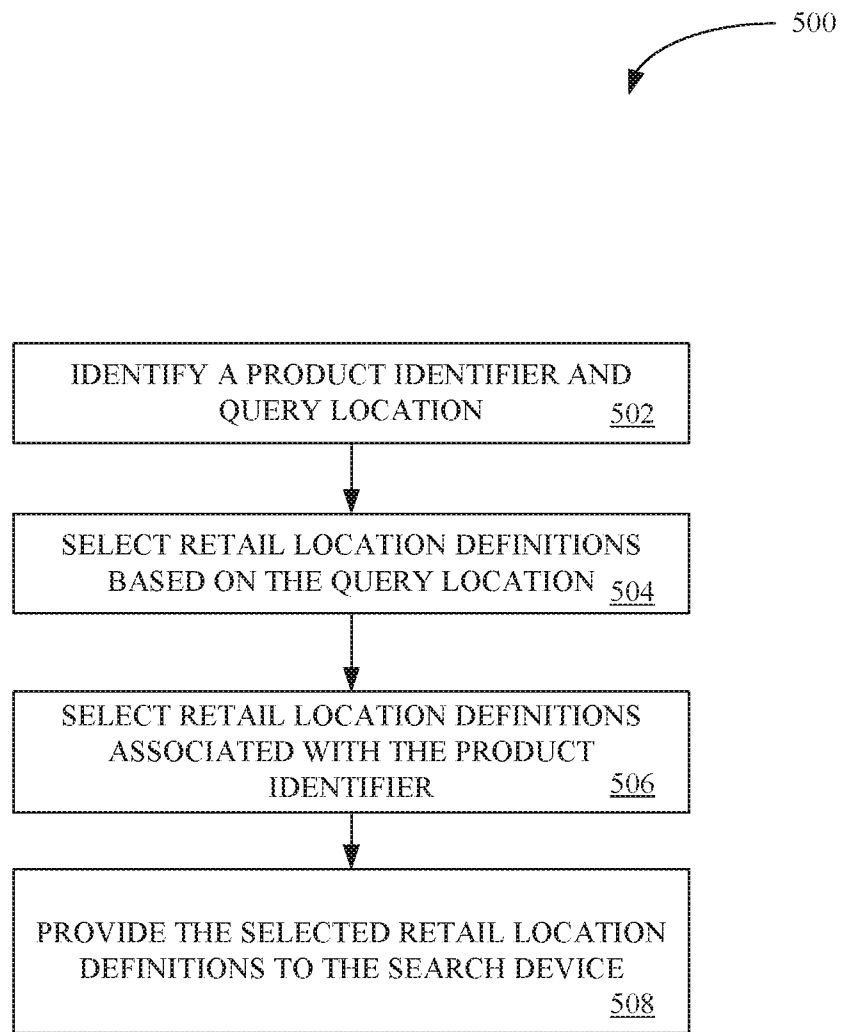 500
IDENTIFY A PRODUCT IDENTIFIER AND
QUERY LOCATION
502
SELECT RETAIL LOCATION DEFINITIONS
BASED ON THE QUERY LOCATION
504
SELECT RETAIL LOCATION DEFINITIONS
ASSOCIATED WITH THE PRODUCT
IDENTIFIER
506
PROVIDE THE SELECTED RETAIL LOCATION
DEFINITIONS TO THE SEARCH DEVICE
508